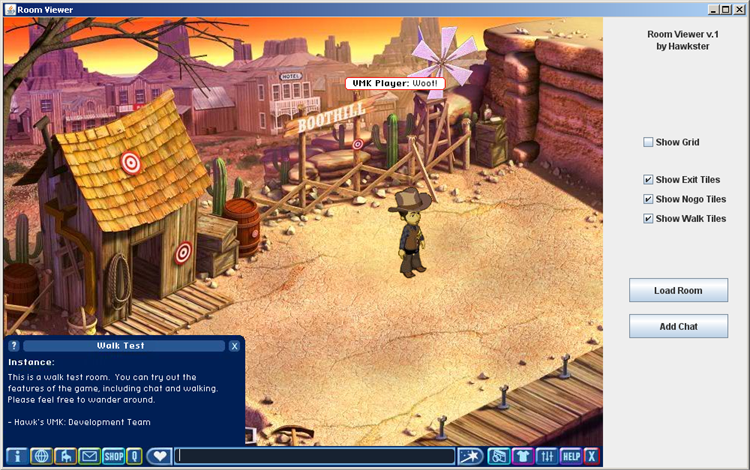 Room Viewer
Room Viewer v.1
by Hawkster
HOTEL
VMK Player: Woot!
BOOTHILL
Show Grid
Show Exit Tiles
Show Nogo Tiles
Show Walk Tiles
Load Room
Add Chat
? Walk Test X
Instance:
This is a walk test room. You can try out the
features of the game, including chat and walking.
Please feel free to wander around.
- Hawk's VMK: Development Team
i SHOP Q HELP X